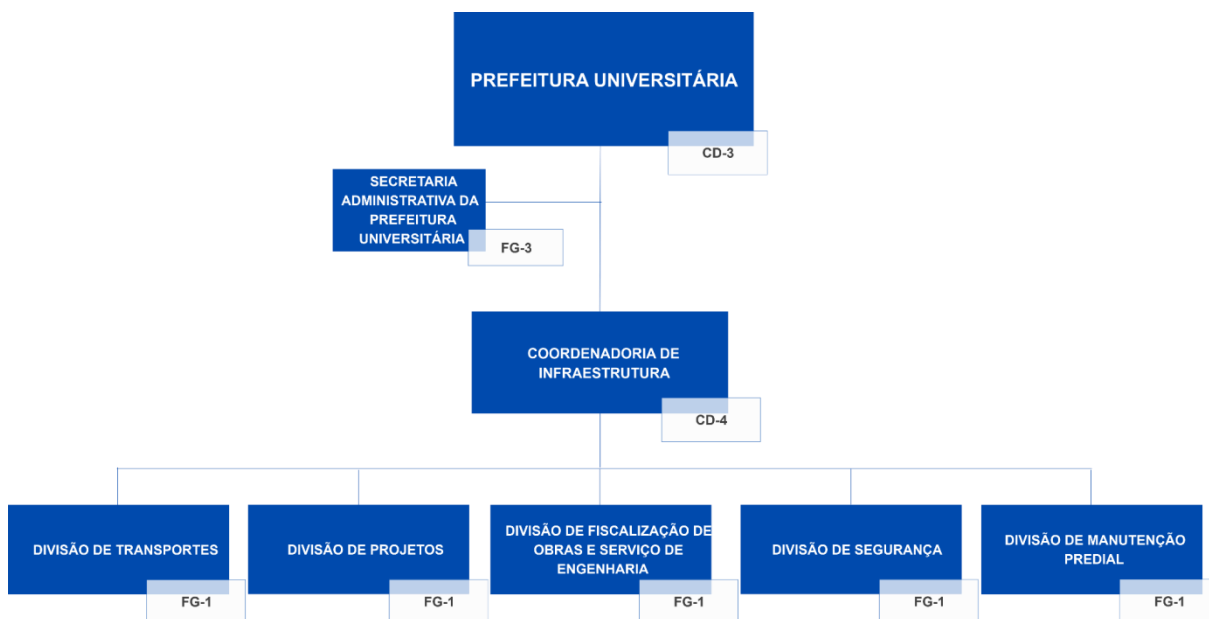 PREFEITURA UNIVERSITÁRIA
CD-3
SECRETARIA
ADMINISTRATIVA DA
PREFEITURA
UNIVERSITÁRIA
FG-3
COORDENADORIA DE
INFRAESTRUTURA
CD-4
DIVISÃO DE TRANSPORTES
FG-1
DIVISÃO DE PROJETOS
FG-1
DIVISÃO DE FISCALIZAÇÃO DE
OBRAS E SERVIÇO DE
ENGENHARIA
FG-1
DIVISÃO DE SEGURANÇA
FG-1
DIVISÃO DE MANUTENÇÃO
PREDIAL
FG-1